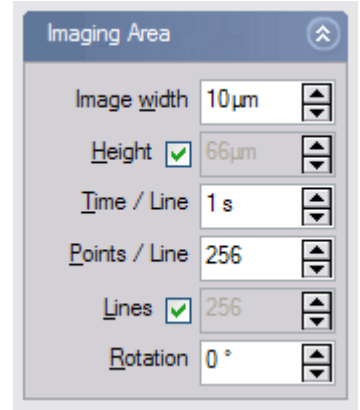 Imaging Area
Image width 10µm
Height 66µm
Time / Line 1 s
Points / Line 256
Lines 256
Rotation 0 °